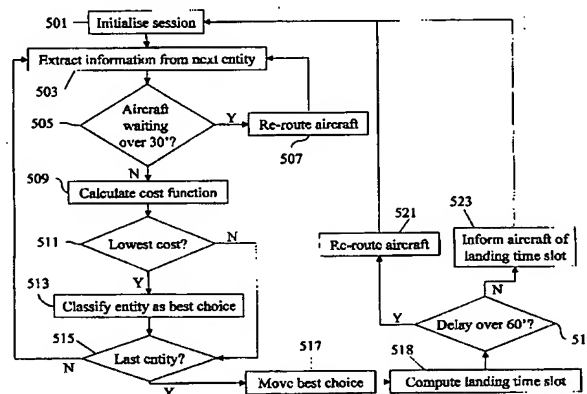 501
Initialise session
Extract information from next entity
503
505
Aircraft
waiting
over 30'?
Y
Re-route aircraft
507
N
509
Calculate cost function
511
Lowest cost?
N
Y
513
Classify entity as best choice
515
Last entity?
N
Y
517
Move best choice
518
Compute landing time slot
Delay over 60'?
51
Y
N
521
Re-route aircraft
523
Inform aircraft of
landing time slot